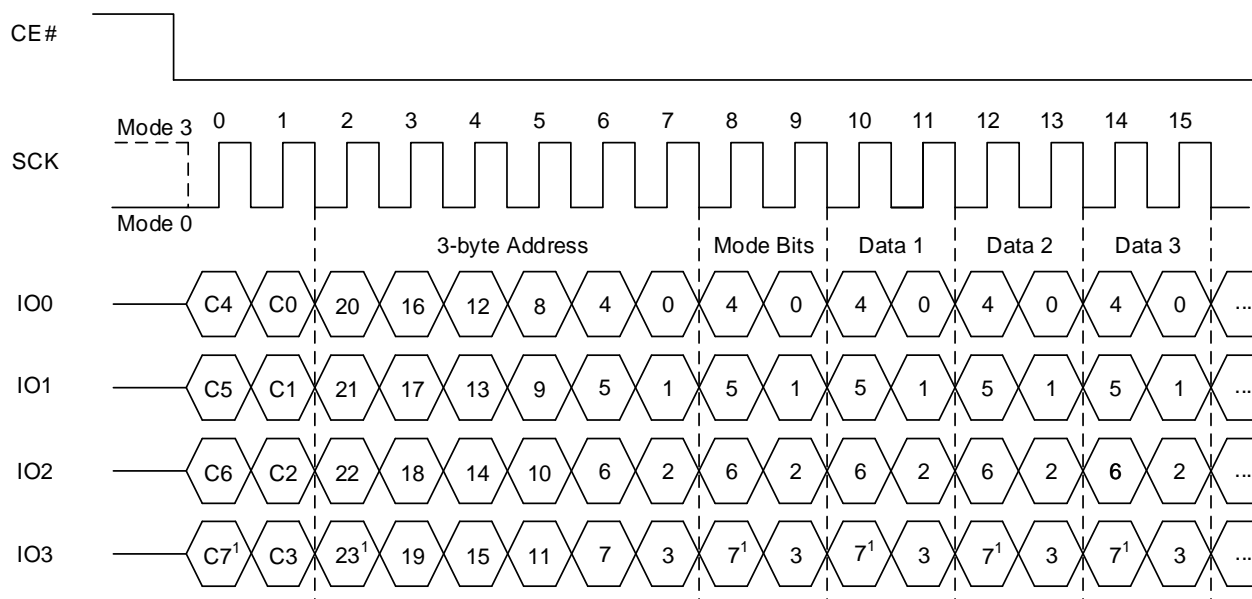 CE#
Mode 3 0 1 2 3 4 5 6 7 8 9 10 11 12 13 14 15
SCK
Mode 0
3-byte Address Mode Bits Data 1 Data 2 Data 3
IO0 C4 C0 20 16 12 8 4 0 4 0 4 0 4 0 4 0 ...
IO1 C5 C1 21 17 13 9 5 1 5 1 5 1 5 1 5 1 ...
IO2 C6 C2 22 18 14 10 6 2 6 2 6 2 6 2 6 2 ...
IO3 C7¹ C3 23¹ 19 15 11 7 3 7¹ 3 7¹ 3 7¹ 3 7¹ 3 ...